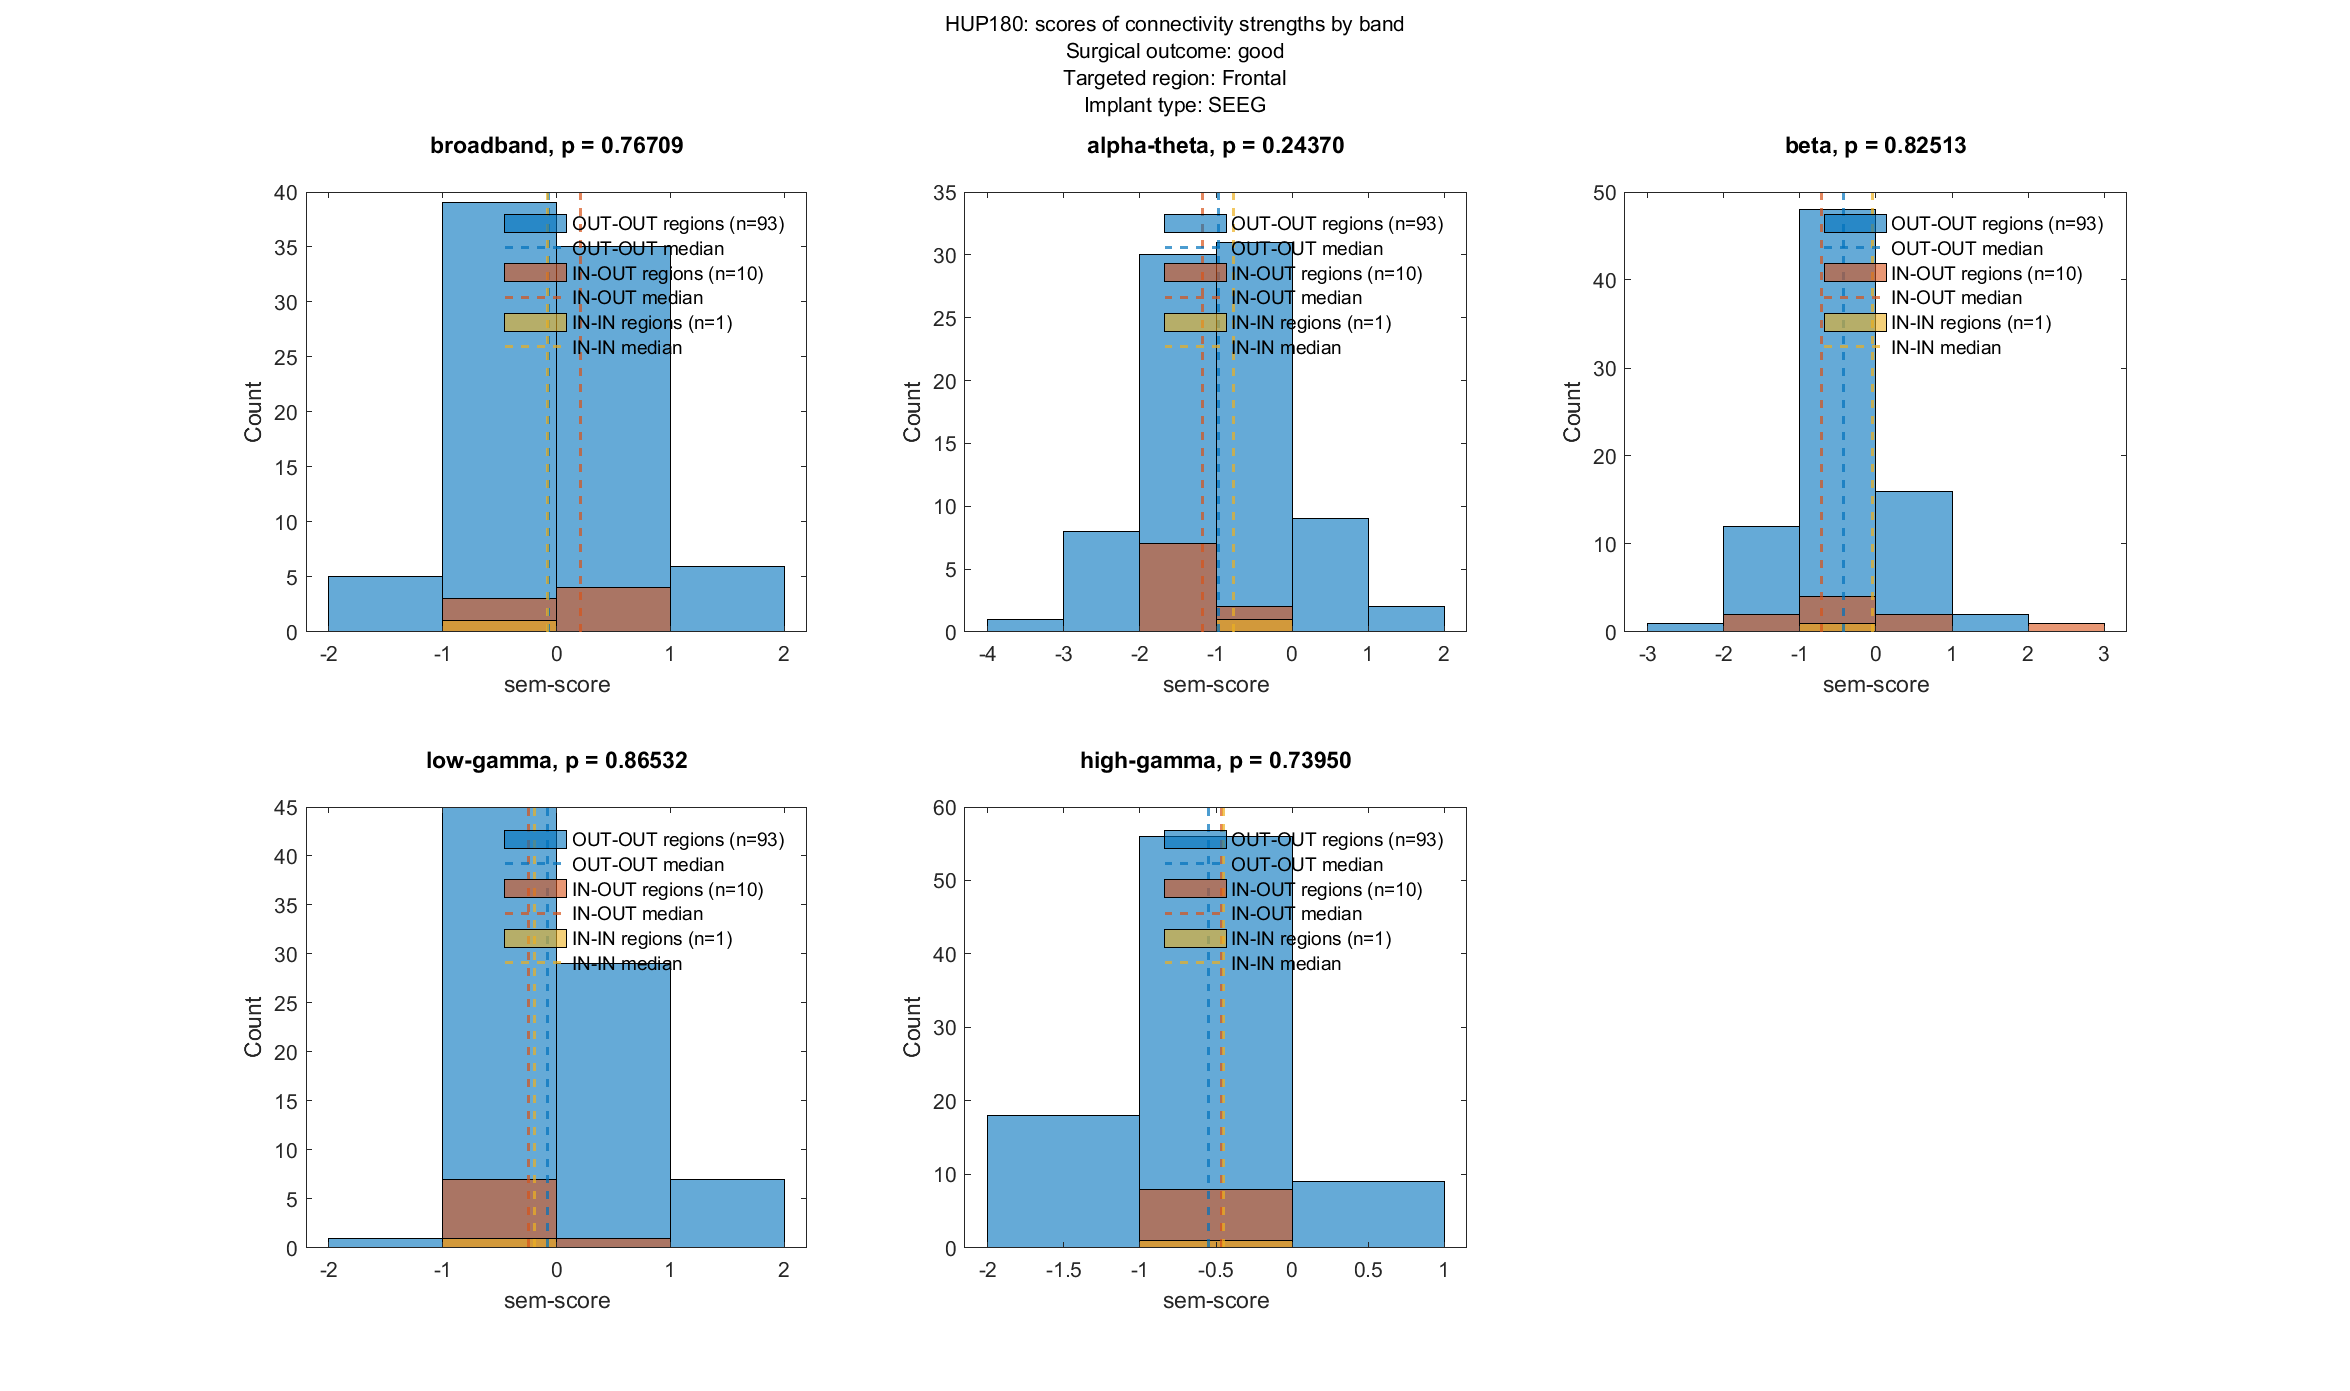 HUP180: scores of connectivity strengths by band
Surgical outcome: good
Targeted region: Frontal
Implant type: SEEG
broadband, p = 0.76709
40
35
30
25
20
15
10
5
0
Count
-2 -1 0 1 2
sem-score
OUT-OUT regions (n=93)
OUT-OUT median
IN-OUT regions (n=10)
IN-OUT median
IN-IN regions (n=1)
IN-IN median
alpha-theta, p = 0.24370
35
30
25
20
15
10
5
0
Count
-4 -3 -2 -1 0 1 2
sem-score
OUT-OUT regions (n=93)
OUT-OUT median
IN-OUT regions (n=10)
IN-OUT median
IN-IN regions (n=1)
IN-IN median
beta, p = 0.82513
50
40
30
20
10
0
Count
-3 -2 -1 0 1 2 3
sem-score
OUT-OUT regions (n=93)
OUT-OUT median
IN-OUT regions (n=10)
IN-OUT median
IN-IN regions (n=1)
IN-IN median
low-gamma, p = 0.86532
45
40
35
30
25
20
15
10
5
0
Count
-2 -1 0 1 2
sem-score
OUT-OUT regions (n=93)
OUT-OUT median
IN-OUT regions (n=10)
IN-OUT median
IN-IN regions (n=1)
IN-IN median
high-gamma, p = 0.73950
60
50
40
30
20
10
0
Count
-2 -1.5 -1 -0.5 0 0.5 1
sem-score
OUT-OUT regions (n=93)
OUT-OUT median
IN-OUT regions (n=10)
IN-OUT median
IN-IN regions (n=1)
IN-IN median